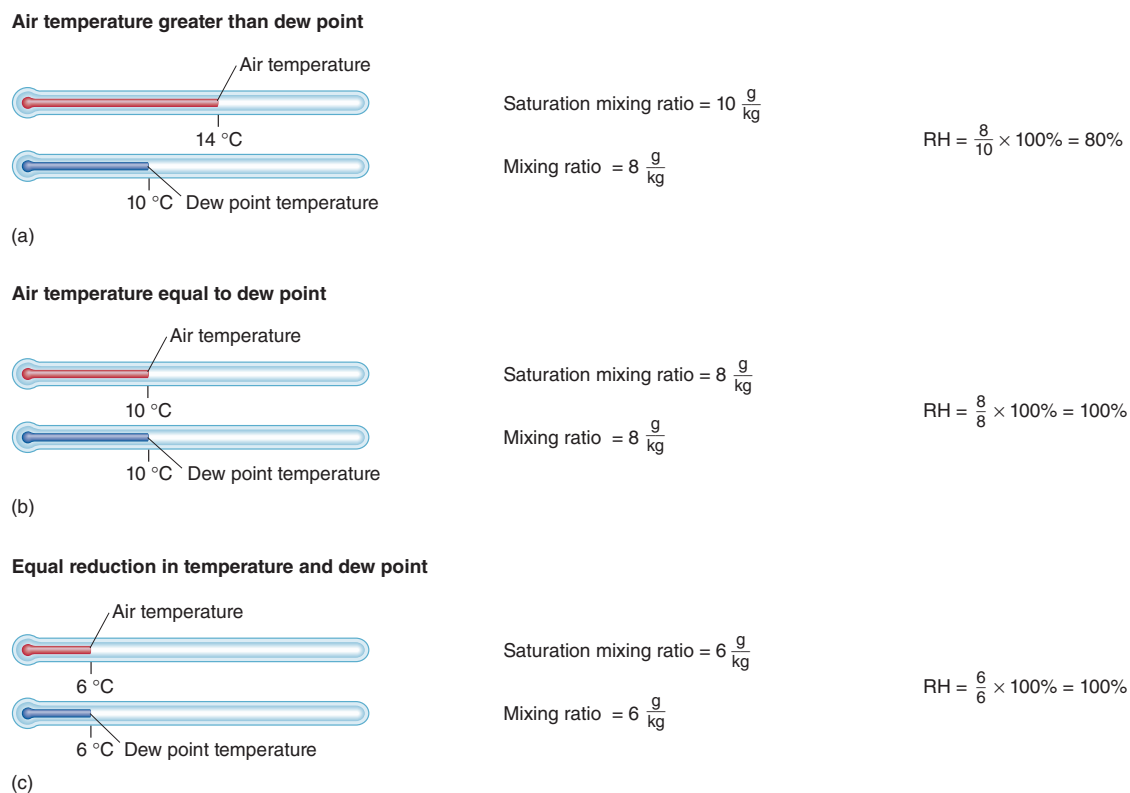 Air temperature greater than dew point
Air temperature
14 °C
10 °C Dew point temperature
Saturation mixing ratio = 10 g/kg
Mixing ratio = 8 g/kg
RH = 8/10 × 100% = 80%
(a)
Air temperature equal to dew point
Air temperature
10 °C
10 °C Dew point temperature
Saturation mixing ratio = 8 g/kg
Mixing ratio = 8 g/kg
RH = 8/8 × 100% = 100%
(b)
Equal reduction in temperature and dew point
Air temperature
6 °C
6 °C Dew point temperature
Saturation mixing ratio = 6 g/kg
Mixing ratio = 6 g/kg
RH = 6/6 × 100% = 100%
(c)